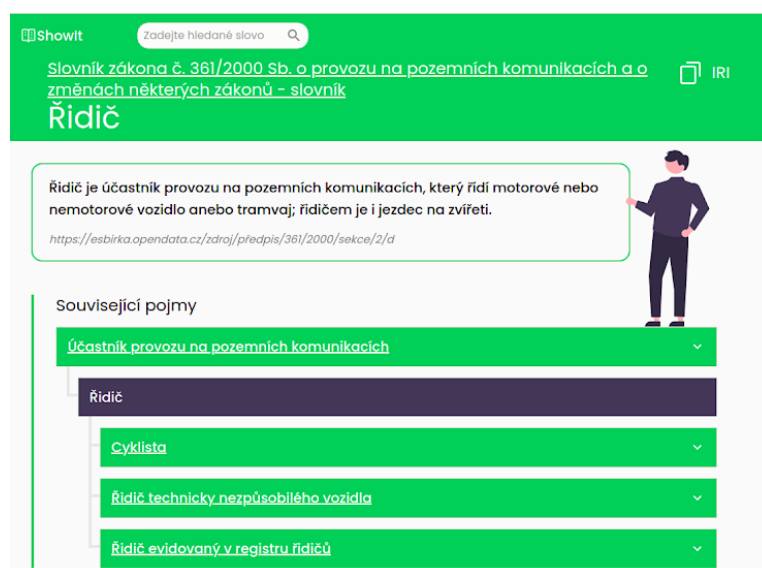 ShowIt
Zadejte hledané slovo
Slovník zákona č. 361/2000 Sb. o provozu na pozemních komunikacích a o
změnách některých zákonů - slovník
IRI
Řidič
Řidič je účastník provozu na pozemních komunikacích, který řídí motorové nebo
nemotorové vozidlo anebo tramvaj; řidičem je i jezdec na zvířeti.
https://esbirka.opendata.cz/zdroj/předpis/361/2000/sekce/2/d
Související pojmy
Účastník provozu na pozemních komunikacích
Řidič
Cyklista
Řidič technicky nezpůsobilého vozidla
Řidič evidovaný v registru řidičů